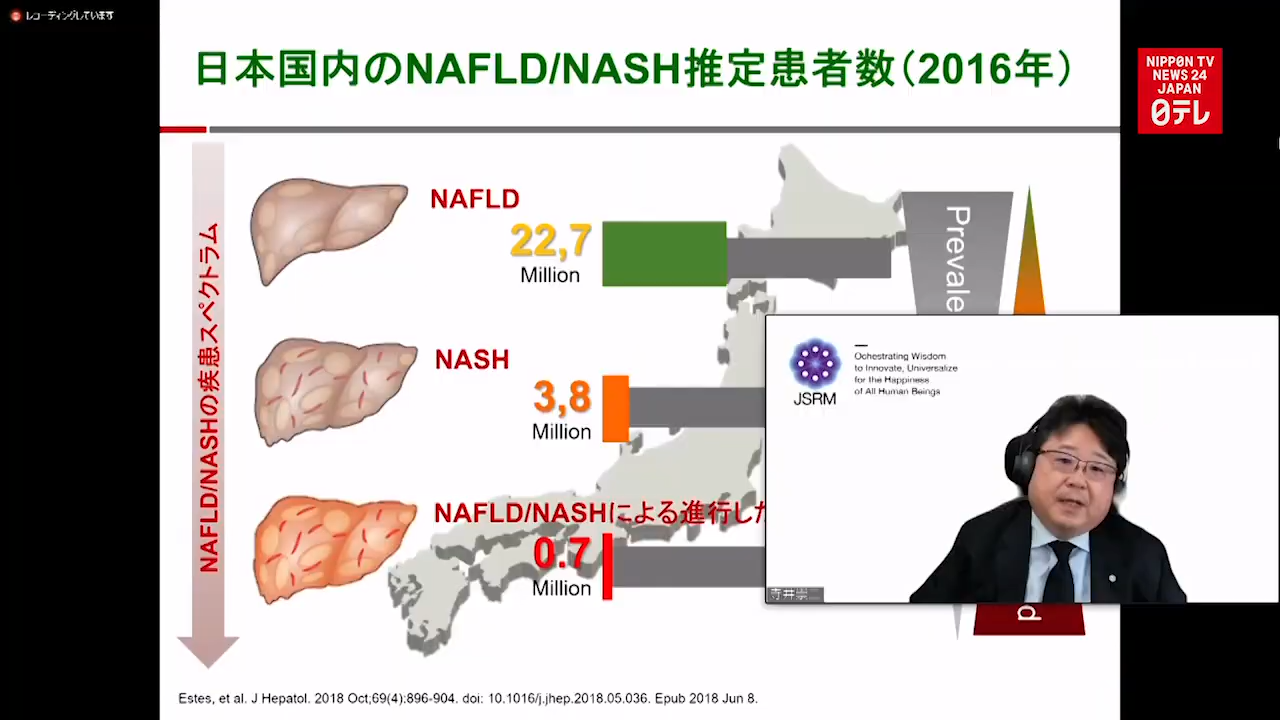 レコーディングしています
日本国内のNAFLD/NASH推定患者数（2016年）
NIPPON TV
NEWS 24
JAPAN
日テレ
NAFLD/NASHの疾患スペクトラム
NAFLD
22,7
Million
Prevale
NASH
3,8
Million
NAFLD/NASHによる進行した
0.7
Million
JSRM
Ochestrating Wisdom
to Innovate, Universalize
for the Happiness
of All Human Beings
寺井崇二
p
Estes, et al. J Hepatol. 2018 Oct;69(4):896-904. doi: 10.1016/j.jhep.2018.05.036. Epub 2018 Jun 8.